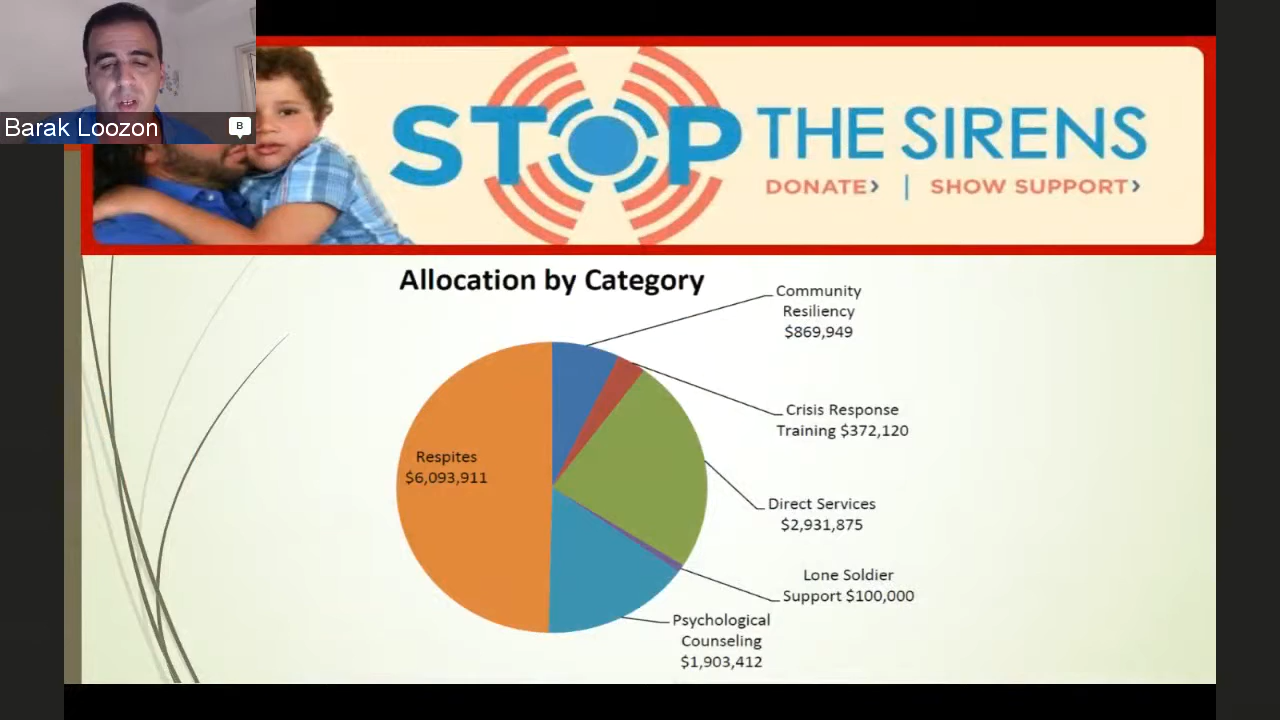 Barak Loozon
B
STOP THE SIRENS
DONATE> | SHOW SUPPORT>
Allocation by Category
Community
Resiliency
$869,949
Crisis Response
Training $372,120
Respites
$6,093,911
Direct Services
$2,931,875
Lone Soldier
Support $100,000
Psychological
Counseling
$1,903,412